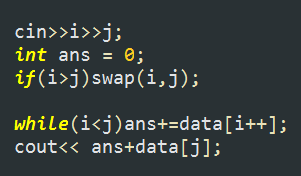 cin>>i>>j;
int ans = 0;
if(i>j)swap(i,j);
while(i<j)ans+=data[i++];
cout<< ans+data[j];